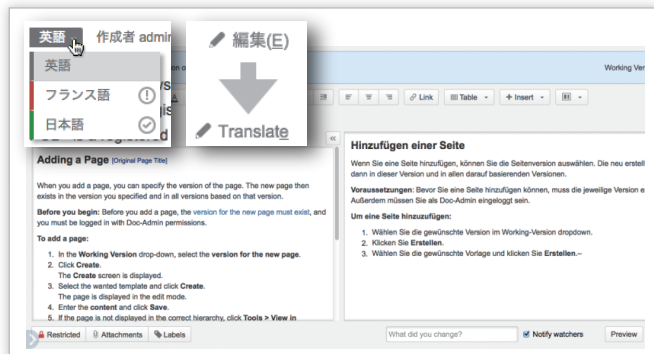 英語
作成者 admin
英語
フランス語
日本語
編集(E)
Translate
Working Ver
Link
Table
+ Insert
Adding a Page [Original Page Title]
When you add a page, you can specify the version of the page. The new page then
exists in the version you specified and in all versions based on that version.
Before you begin: Before you add a page, the version for the new page must exist, and
you must be logged in with Doc-Admin permissions.
To add a page:
1. In the Working Version drop-down, select the version for the new page.
2. Click Create.
The Create screen is displayed.
3. Select the wanted template and click Create.
The page is displayed in the edit mode.
4. Enter the content and click Save.
5. If the page is not displayed in the correct hierarchy, click Tools > View in
Hinzufügen einer Seite
Wenn Sie eine Seite hinzufügen, können Sie die Seitenversion auswählen. Die neu erstell
dann in dieser Version und in allen darauf basierenden Versionen.
Voraussetzungen: Bevor Sie eine Seite hinzufügen können, muss die jeweilige Version e
Außerdem müssen Sie als Doc-Admin eingeloggt sein.
Um eine Seite hinzuzufügen:
1. Wählen Sie die gewünschte Version im Working-Version dropdown.
2. Klicken Sie Erstellen.
3. Wählen Sie die gewünschte Vorlage und klicken Sie Erstellen.–
Restricted
Attachments
Labels
What did you change?
Notify watchers
Preview